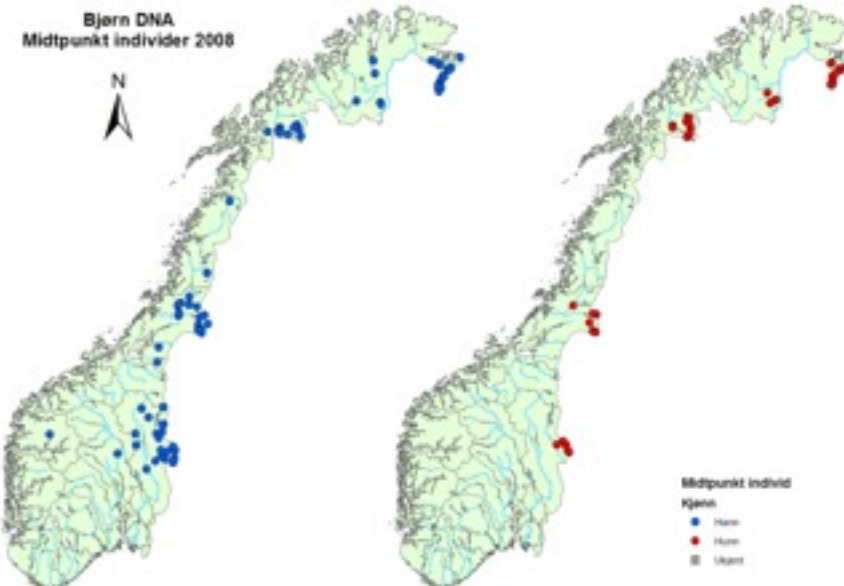 Bjørn DNA
Midtpunkt individer 2008
N
Midtpunkt individ
Kjønn
Hann
Hunn
Ukjent